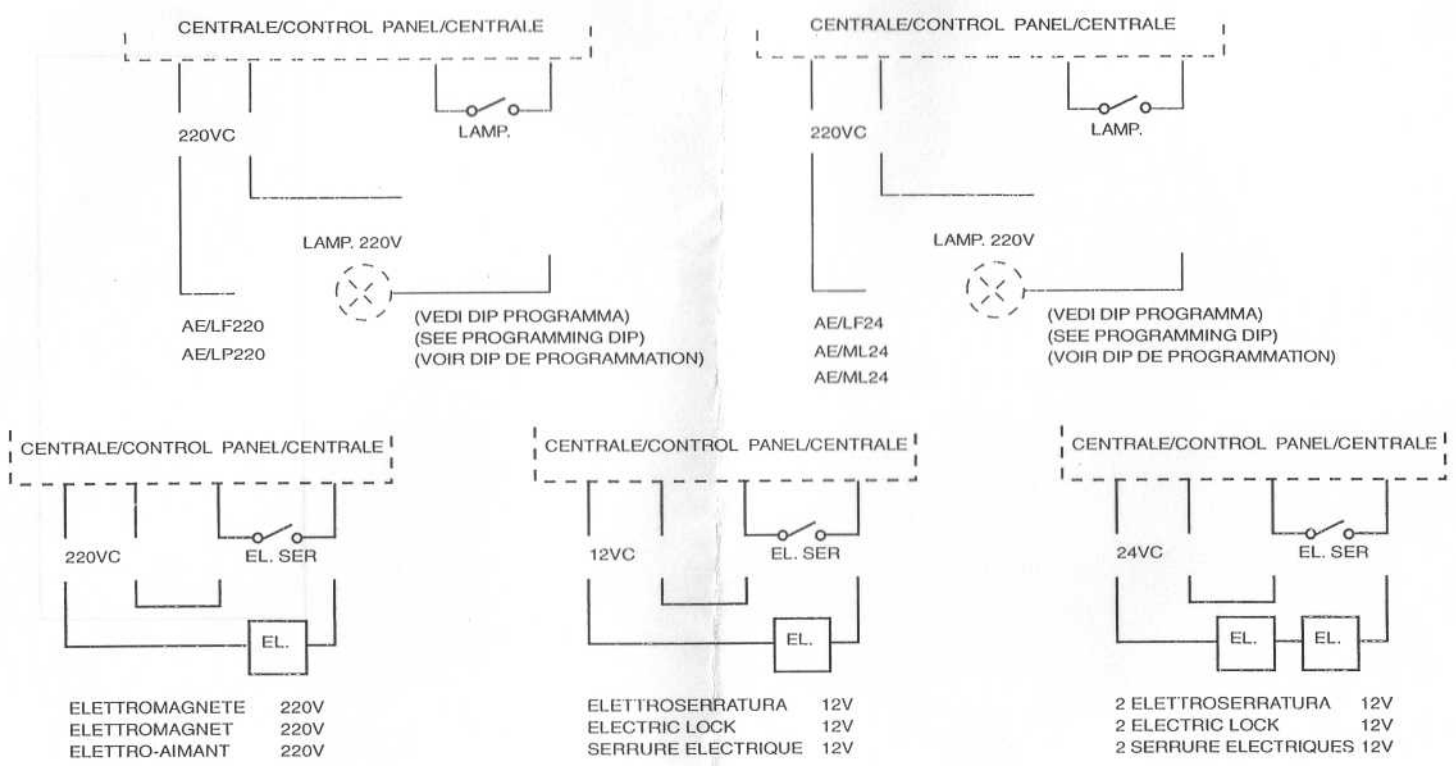 CENTRALE/CONTROL PANEL/CENTRALE
220VC
LAMP.
LAMP. 220V
AE/LF220
AE/LP220
(VEDI DIP PROGRAMMA)
(SEE PROGRAMMING DIP)
(VOIR DIP DE PROGRAMMATION)
CENTRALE/CONTROL PANEL/CENTRALE
220VC
LAMP.
LAMP. 220V
AE/LF24
AE/ML24
AE/ML24
(VEDI DIP PROGRAMMA)
(SEE PROGRAMMING DIP)
(VOIR DIP DE PROGRAMMATION)
CENTRALE/CONTROL PANEL/CENTRALE
220VC
EL. SER
EL.
ELETTROMAGNETE 220V
ELECTROMAGNET 220V
ELETTRO-AIMANT 220V
CENTRALE/CONTROL PANEL/CENTRALE
12VC
EL. SER
EL.
ELETTROSERRATURA 12V
ELECTRIC LOCK 12V
SERRURE ELECTRIQUE 12V
CENTRALE/CONTROL PANEL/CENTRALE
24VC
EL. SER
EL.
EL.
2 ELETTROSERRATURA 12V
2 ELECTRIC LOCK 12V
2 SERRURE ELECTRIQUES 12V